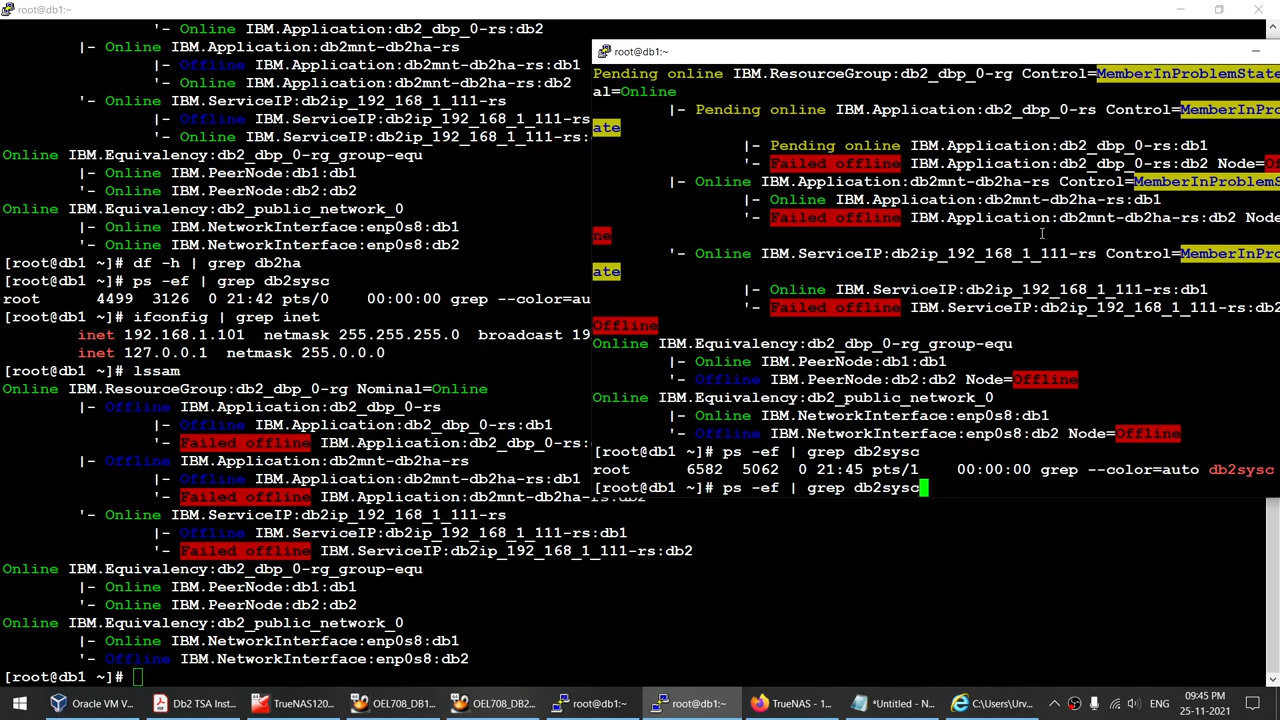 root@db1:~
'- Online IBM.Application:db2_dbp_0-rs:db2
|- Online IBM.Application:db2mnt-db2ha-rs
|- Offline IBM.Application:db2mnt-db2ha-rs:db1
'- Online IBM.Application:db2mnt-db2ha-rs:db2
'- Online IBM.ServiceIP:db2ip_192_168_1_111-rs
|- Offline IBM.ServiceIP:db2ip_192_168_1_111-rs:
'- Online IBM.ServiceIP:db2ip_192_168_1_111-rs:
Online IBM.Equivalency:db2_dbp_0-rg_group-equ
|- Online IBM.PeerNode:db1:db1
'- Online IBM.PeerNode:db2:db2
Online IBM.Equivalency:db2_public_network_0
|- Online IBM.NetworkInterface:enp0s8:db1
'- Online IBM.NetworkInterface:enp0s8:db2
[root@db1 ~]# df -h | grep db2ha
[root@db1 ~]# ps -ef | grep db2sysc
root 4499 3126 0 21:42 pts/0 00:00:00 grep --color=au
[root@db1 ~]# ifconfig | grep inet
inet 192.168.1.101 netmask 255.255.255.0 broadcast 19
inet 127.0.0.1 netmask 255.0.0.0
[root@db1 ~]# lssam
Online IBM.ResourceGroup:db2_dbp_0-rg Nominal=Online
|- Offline IBM.Application:db2_dbp_0-rs
|- Offline IBM.Application:db2_dbp_0-rs:db1
'- Failed offline IBM.Application:db2_dbp_0-rs:
|- Offline IBM.Application:db2mnt-db2ha-rs
|- Offline IBM.Application:db2mnt-db2ha-rs:db1
'- Failed offline IBM.Application:db2mnt-db2ha-rs:db2
'- Offline IBM.ServiceIP:db2ip_192_168_1_111-rs
|- Offline IBM.ServiceIP:db2ip_192_168_1_111-rs:db1
'- Failed offline IBM.ServiceIP:db2ip_192_168_1_111-rs:db2
Online IBM.Equivalency:db2_dbp_0-rg_group-equ
|- Online IBM.PeerNode:db1:db1
'- Online IBM.PeerNode:db2:db2
Online IBM.Equivalency:db2_public_network_0
|- Online IBM.NetworkInterface:enp0s8:db1
'- Offline IBM.NetworkInterface:enp0s8:db2
[root@db1 ~]#
root@db1:~
Pending online IBM.ResourceGroup:db2_dbp_0-rg Control=MemberInProblemState
al=Online
|- Pending online IBM.Application:db2_dbp_0-rs Control=MemberInPro
ate
|- Pending online IBM.Application:db2_dbp_0-rs:db1
'- Failed offline IBM.Application:db2_dbp_0-rs:db2 Node=Of
|- Online IBM.Application:db2mnt-db2ha-rs Control=MemberInProblemS
|- Online IBM.Application:db2mnt-db2ha-rs:db1
'- Failed offline IBM.Application:db2mnt-db2ha-rs:db2 Node
ne
'- Online IBM.ServiceIP:db2ip_192_168_1_111-rs Control=MemberInPro
ate
|- Online IBM.ServiceIP:db2ip_192_168_1_111-rs:db1
'- Failed offline IBM.ServiceIP:db2ip_192_168_1_111-rs:db2
Offline
Online IBM.Equivalency:db2_dbp_0-rg_group-equ
|- Online IBM.PeerNode:db1:db1
'- Offline IBM.PeerNode:db2:db2 Node=Offline
Online IBM.Equivalency:db2_public_network_0
|- Online IBM.NetworkInterface:enp0s8:db1
'- Offline IBM.NetworkInterface:enp0s8:db2 Node=Offline
[root@db1 ~]# ps -ef | grep db2sysc
root 6582 5062 0 21:45 pts/1 00:00:00 grep --color=auto db2sysc
[root@db1 ~]# ps -ef | grep db2sysc
Oracle VM V... Db2 TSA Inst... TrueNAS120... OEL708_DB1... OEL708_DB2... root@db1:~ root@db1:~ TrueNAS - 1... *Untitled - N... C:\Users\Urv... ENG 09:45 PM
25-11-2021